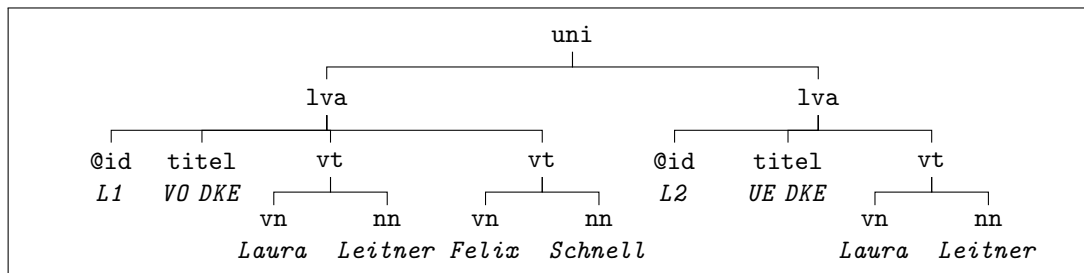 uni
lva lva
@id titel vt vt @id titel vt
L1 VO DKE L2 UE DKE
vn nn vn nn vn nn
Laura Leitner Felix Schnell Laura Leitner